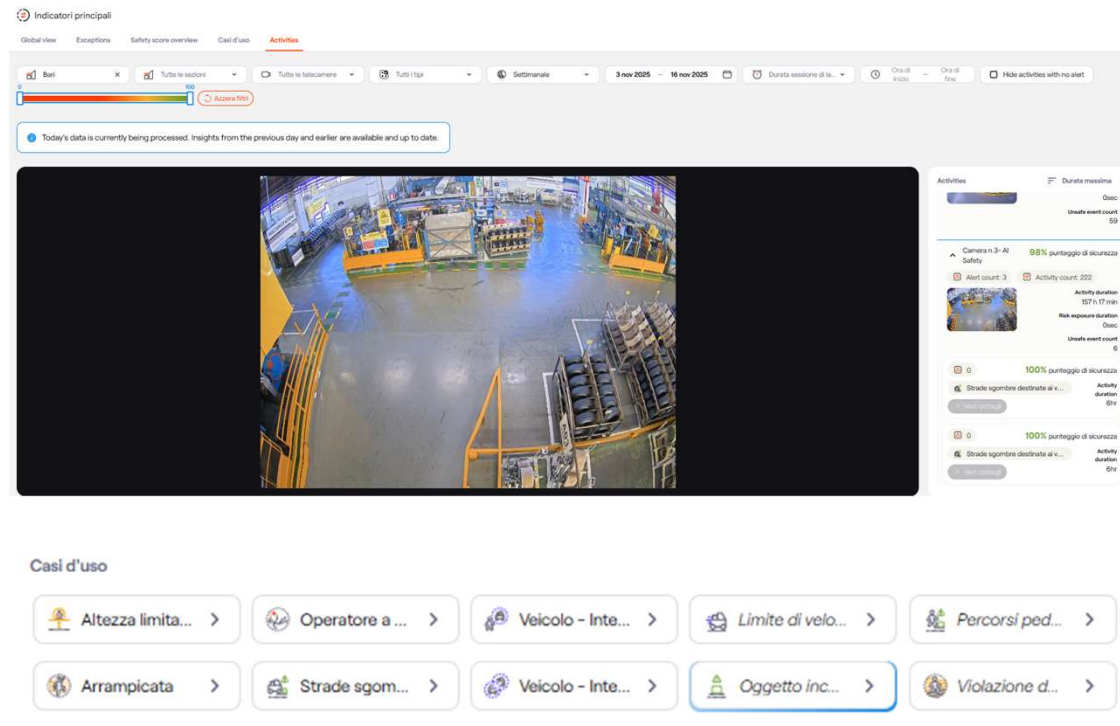 Indicatori principali
Global view Exceptions Safety score overview Casi d'uso Activities
Bari × Tutte le sezioni Tutte le telecamere Tutti i tipi Settimanale 3 nov 2025 – 16 nov 2025 Durata sessione di la... Ora di inizio – Ora di fine Hide activities with no alert
0 100
Azzera filtri
Today's data is currently being processed. Insights from the previous day and earlier are available and up to date.
Activities Durata massima
0sec
Unsafe event count
59
Camera n.3- AI Safety 98% punteggio di sicurezza
Alert count: 3 Activity count: 222
Activity duration
157 h 17 min
Risk exposure duration
0sec
Unsafe event count
6
0 100% punteggio di sicurezza
Strade sgombre destinate ai v... Activity duration
6hr
0 100% punteggio di sicurezza
Strade sgombre destinate ai v... Activity duration
6hr
Casi d'uso
Altezza limita... Operatore a ... Veicolo - Inte... Limite di velo... Percorsi ped...
Arrampicata Strade sgom... Veicolo - Inte... Oggetto inc... Violazione d...